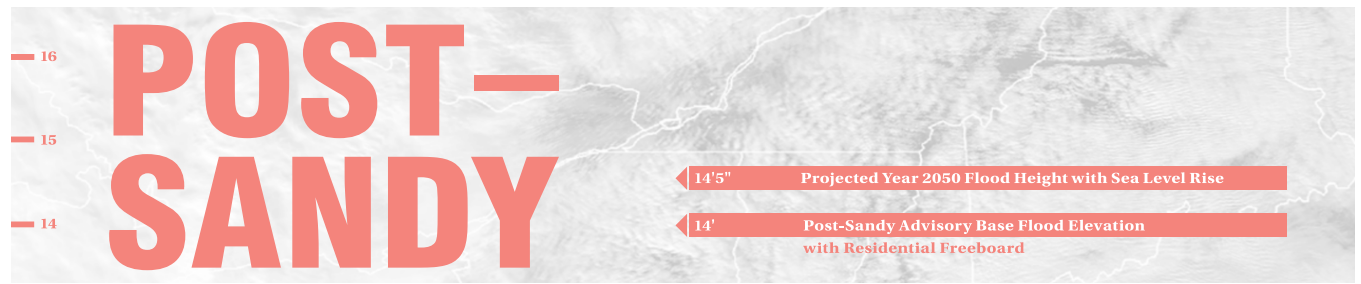 16
15
14
POST—
SANDY
14'5" Projected Year 2050 Flood Height with Sea Level Rise
14' Post-Sandy Advisory Base Flood Elevation
with Residential Freeboard